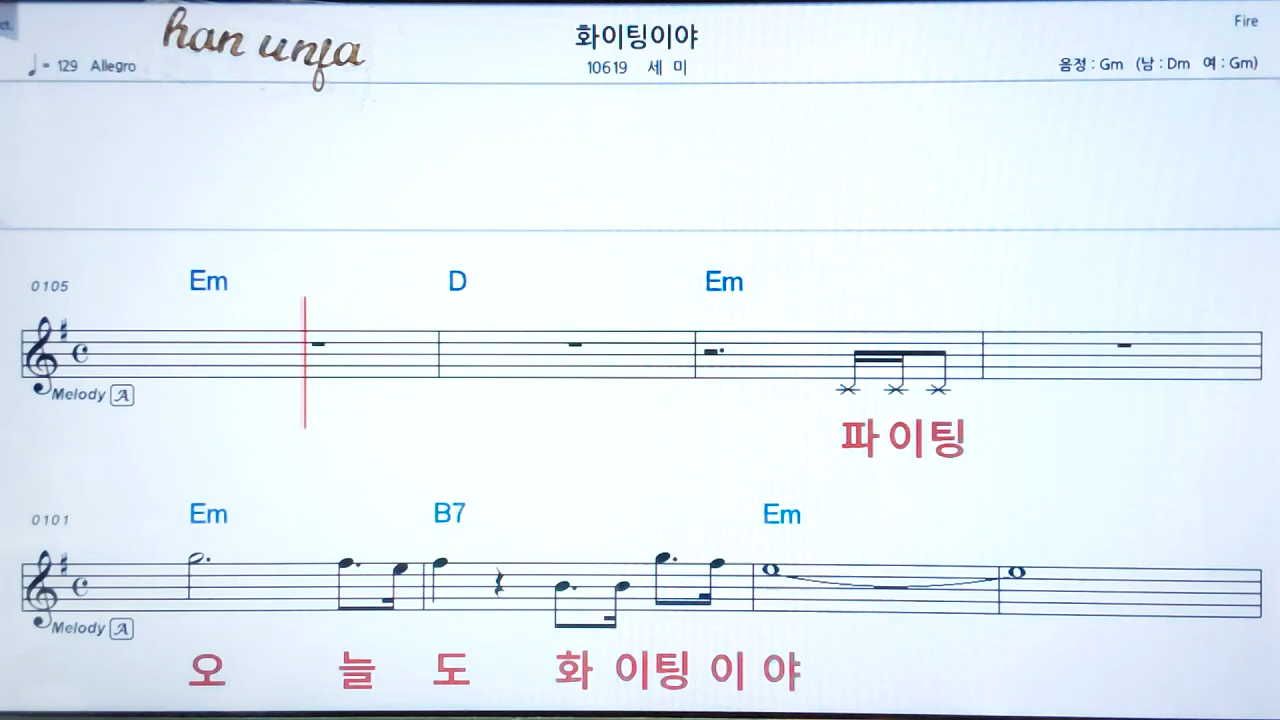 ct.
han unfa
화이팅이야
Fire
♩= 129 Allegro
10619 세 미
음정 : Gm (남 : Dm 여 : Gm)
0105 Em D Em
Melody A
파 이 팅
0101 Em B7 Em
Melody A
오 늘 도 화 이 팅 이 야